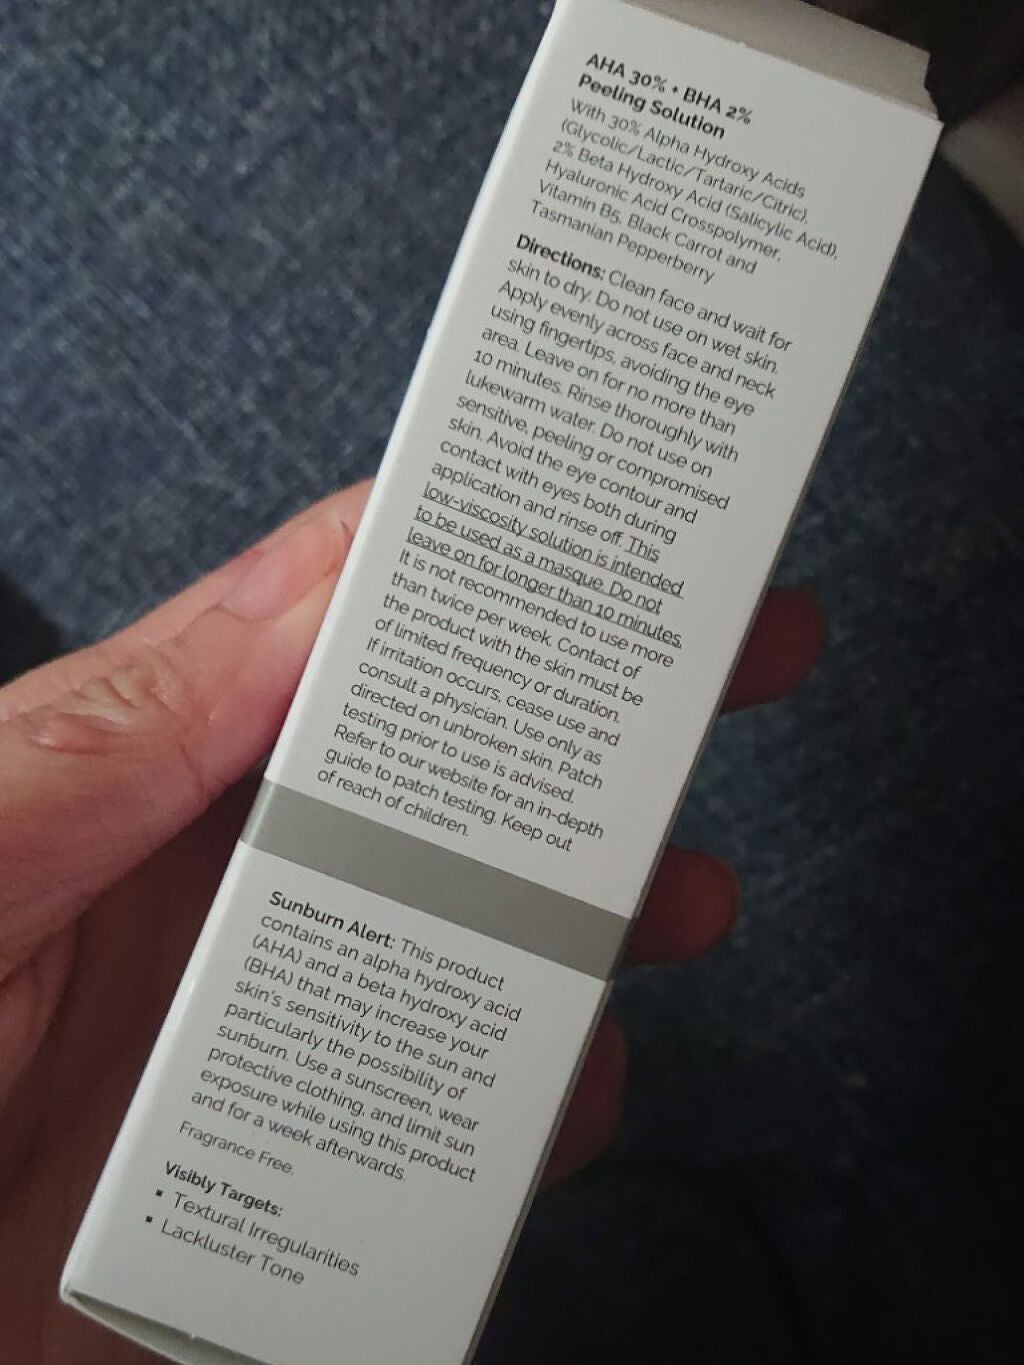 AHA 30% + BHA 2%
Peeling Solution
With 30% Alpha Hydroxy Acids
(Glycolic/Lactic/Tartaric/Citric),
2% Beta Hydroxy Acid (Salicylic Acid),
Hyaluronic Acid Crosspolymer,
Vitamin B5, Black Carrot and
Tasmanian Pepperberry
Directions: Clean face and wait for
skin to dry. Do not use on wet skin.
Apply evenly across face and neck
using fingertips, avoiding the eye
area. Leave on for no more than
10 minutes. Rinse thoroughly with
lukewarm water. Do not use on
sensitive, peeling or compromised
skin. Avoid the eye contour and
contact with eyes both during
application and rinse off. This
low-viscosity solution is intended
to be used as a masque. Do not
leave on for longer than 10 minutes.
It is not recommended to use more
than twice per week. Contact of
the product with the skin must be
of limited frequency or duration.
If irritation occurs, cease use and
consult a physician. Use only as
directed on unbroken skin. Patch
testing prior to use is advised.
Refer to our website for an in-depth
guide to patch testing. Keep out
of reach of children.
Sunburn Alert: This product
contains an alpha hydroxy acid
(AHA) and a beta hydroxy acid
(BHA) that may increase your
skin's sensitivity to the sun and
particularly the possibility of
sunburn. Use a sunscreen, wear
protective clothing, and limit sun
exposure while using this product
and for a week afterwards.
Fragrance Free.
Visibly Targets:
▪ Textural Irregularities
▪ Lackluster Tone